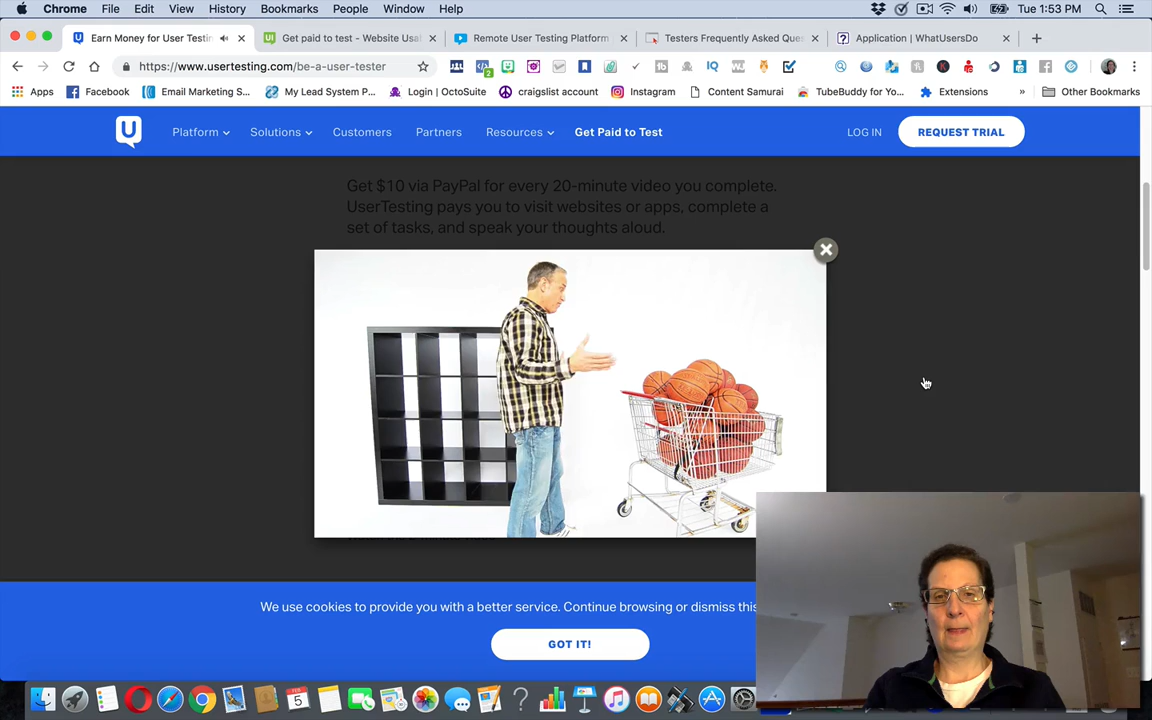 Chrome File Edit View History Bookmarks People Window Help
Tue 1:53 PM
Earn Money for User Testin
Get paid to test - Website Usa
Remote User Testing Platform
Testers Frequently Asked Que
Application | WhatUsersDo
https://www.usertesting.com/be-a-user-tester
Apps Facebook Email Marketing S... My Lead System P... Login | OctoSuite craigslist account Instagram Content Samurai TubeBuddy for Yo... Extensions » Other Bookmarks
Platform Solutions Customers Partners Resources Get Paid to Test LOG IN REQUEST TRIAL
Get $10 via PayPal for every 20-minute video you complete.
UserTesting pays you to visit websites or apps, complete a
set of tasks, and speak your thoughts aloud.
We use cookies to provide you with a better service. Continue browsing or dismiss this
GOT IT!